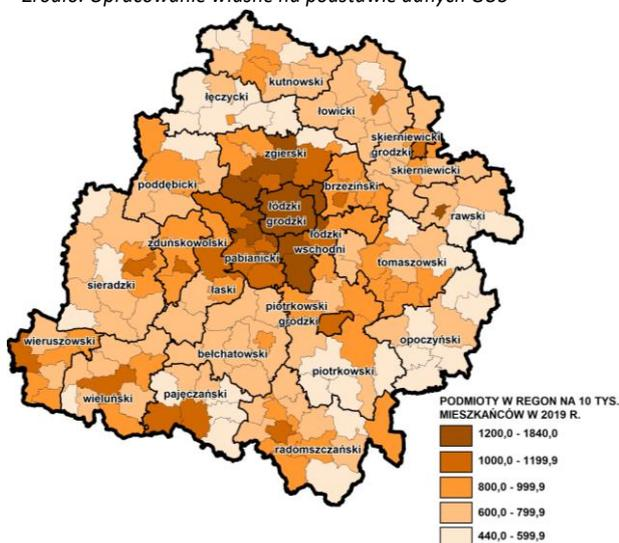 Źródło: Opracowanie własne na podstawie danych GUS
kutnowski
łęczycki
łowicki
skierniewicki
grodzki
skierniewicki
zgierski
poddębicki
brzeziński
łódzki
grodzki
rawski
łódzki
wschodni
zduńskowolski
pabianicki
tomaszowski
sieradzki
łaski
piotrkowski
grodzki
wieruszowski
bełchatowski
opoczyński
piotrkowski
pajęczański
wieluński
radomszczański
PODMIOTY W REGON NA 10 TYS.
MIESZKAŃCÓW W 2019 R.
1200,0 - 1840,0
1000,0 - 1199,9
800,0 - 999,9
600,0 - 799,9
440,0 - 599,9